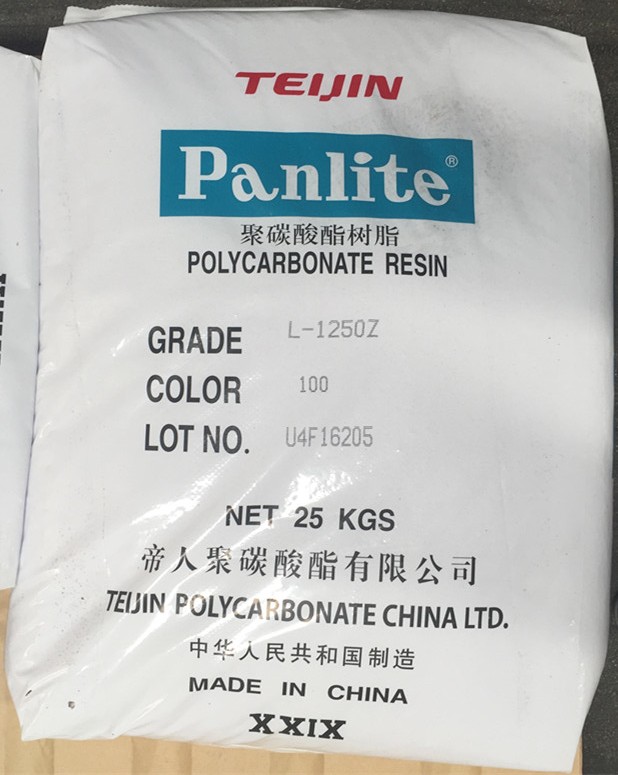 TEIJIN
Panlite®
聚碳酸酯树脂
POLYCARBONATE RESIN
GRADE L-1250Z
COLOR 100
LOT NO. U4F16205
NET 25 KGS
帝人聚碳酸酯有限公司
TEIJIN POLYCARBONATE CHINA LTD.
中华人民共和国制造
MADE IN CHINA
XXIX